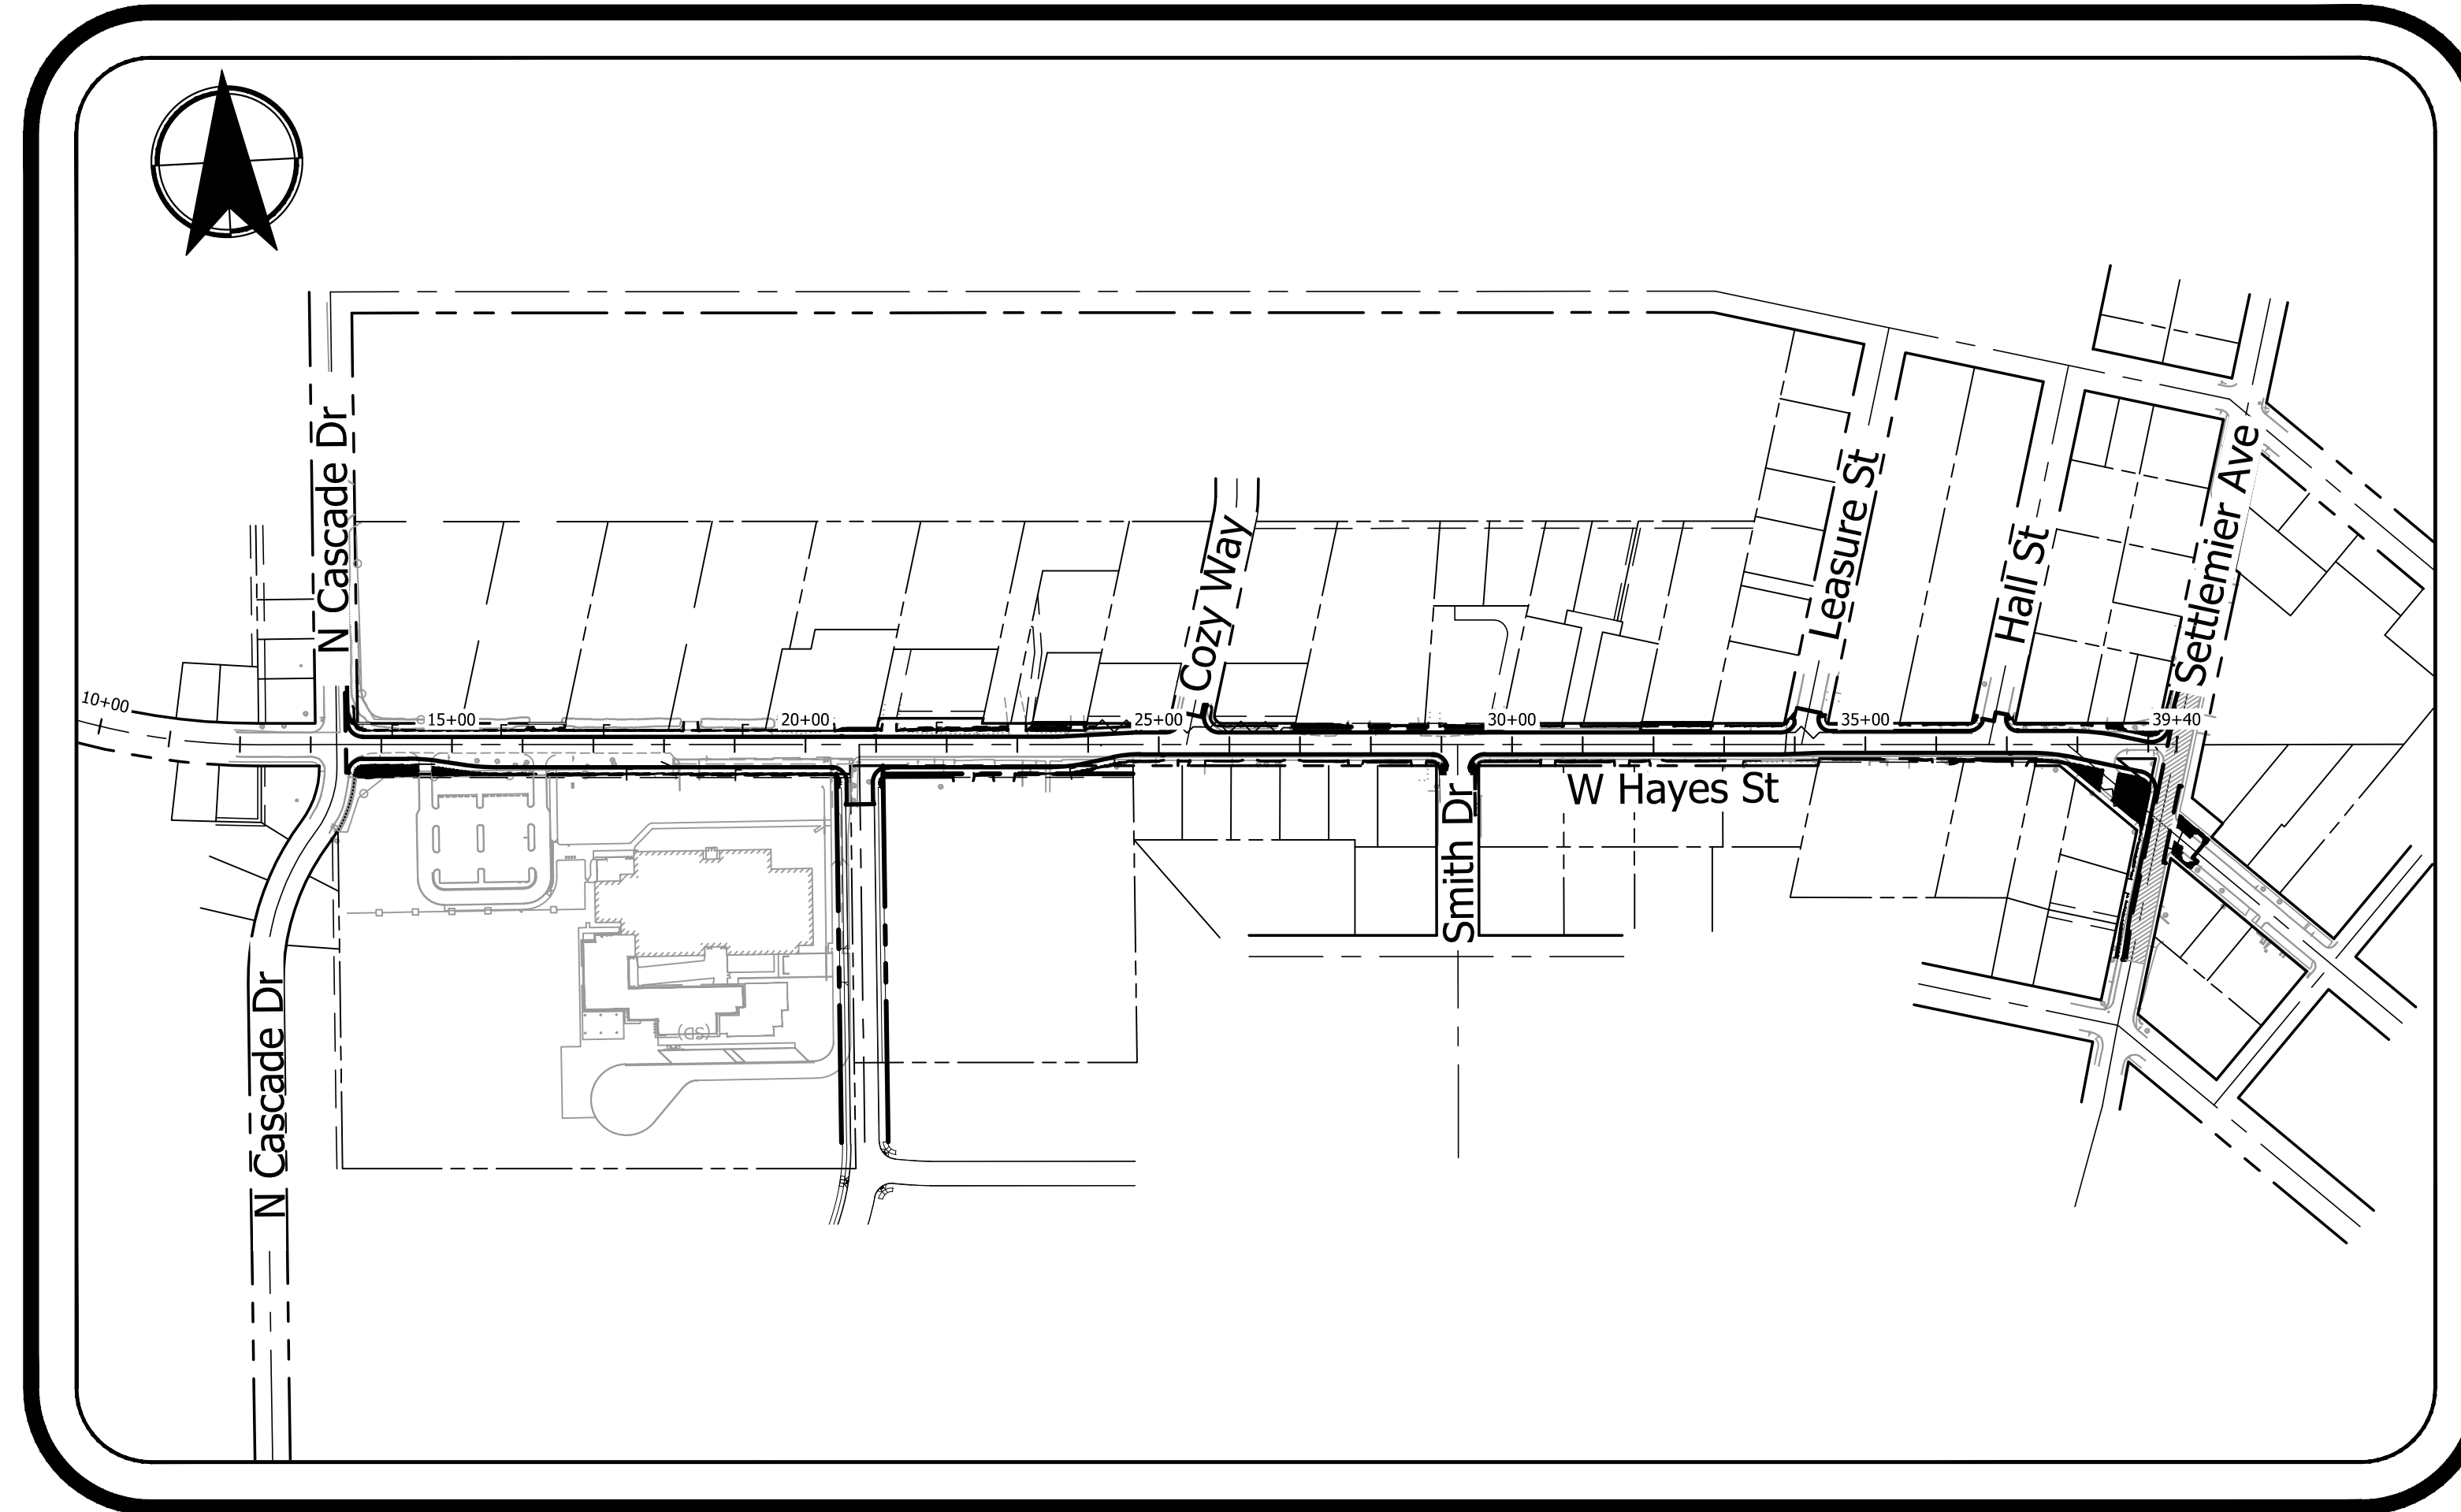 N Cascade Dr
Cozy Way
Leasure St
Hall St
Settlemier Ave
10+00
15+00
20+00
25+00
30+00
35+00
39+40
W Hayes St
Smith Dr
N Cascade Dr
(SD)